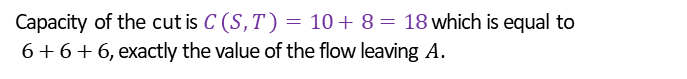 Capacity of the cut is C (S, T) = 10 + 8 = 18 which is equal to
6 + 6 + 6, exactly the value of the flow leaving A.